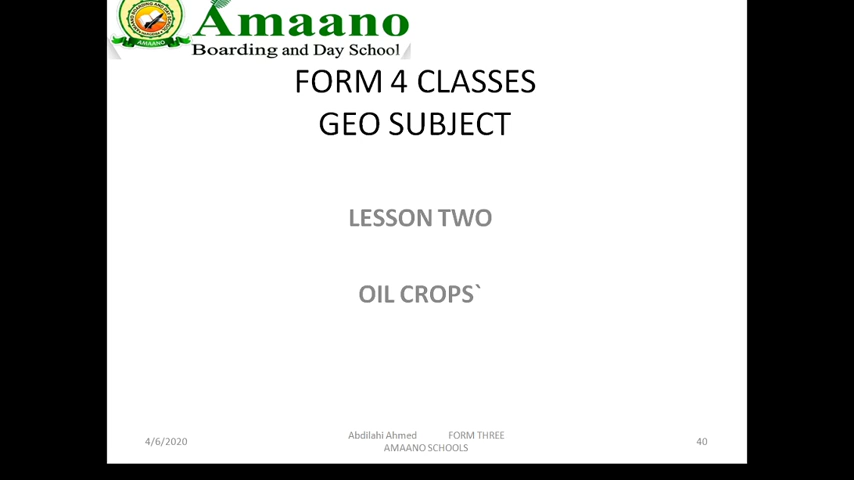 Amaano
Boarding and Day School
AMAANO
FORM 4 CLASSES
GEO SUBJECT
LESSON TWO
OIL CROPS`
4/6/2020
Abdilahi Ahmed FORM THREE
AMAANO SCHOOLS
40